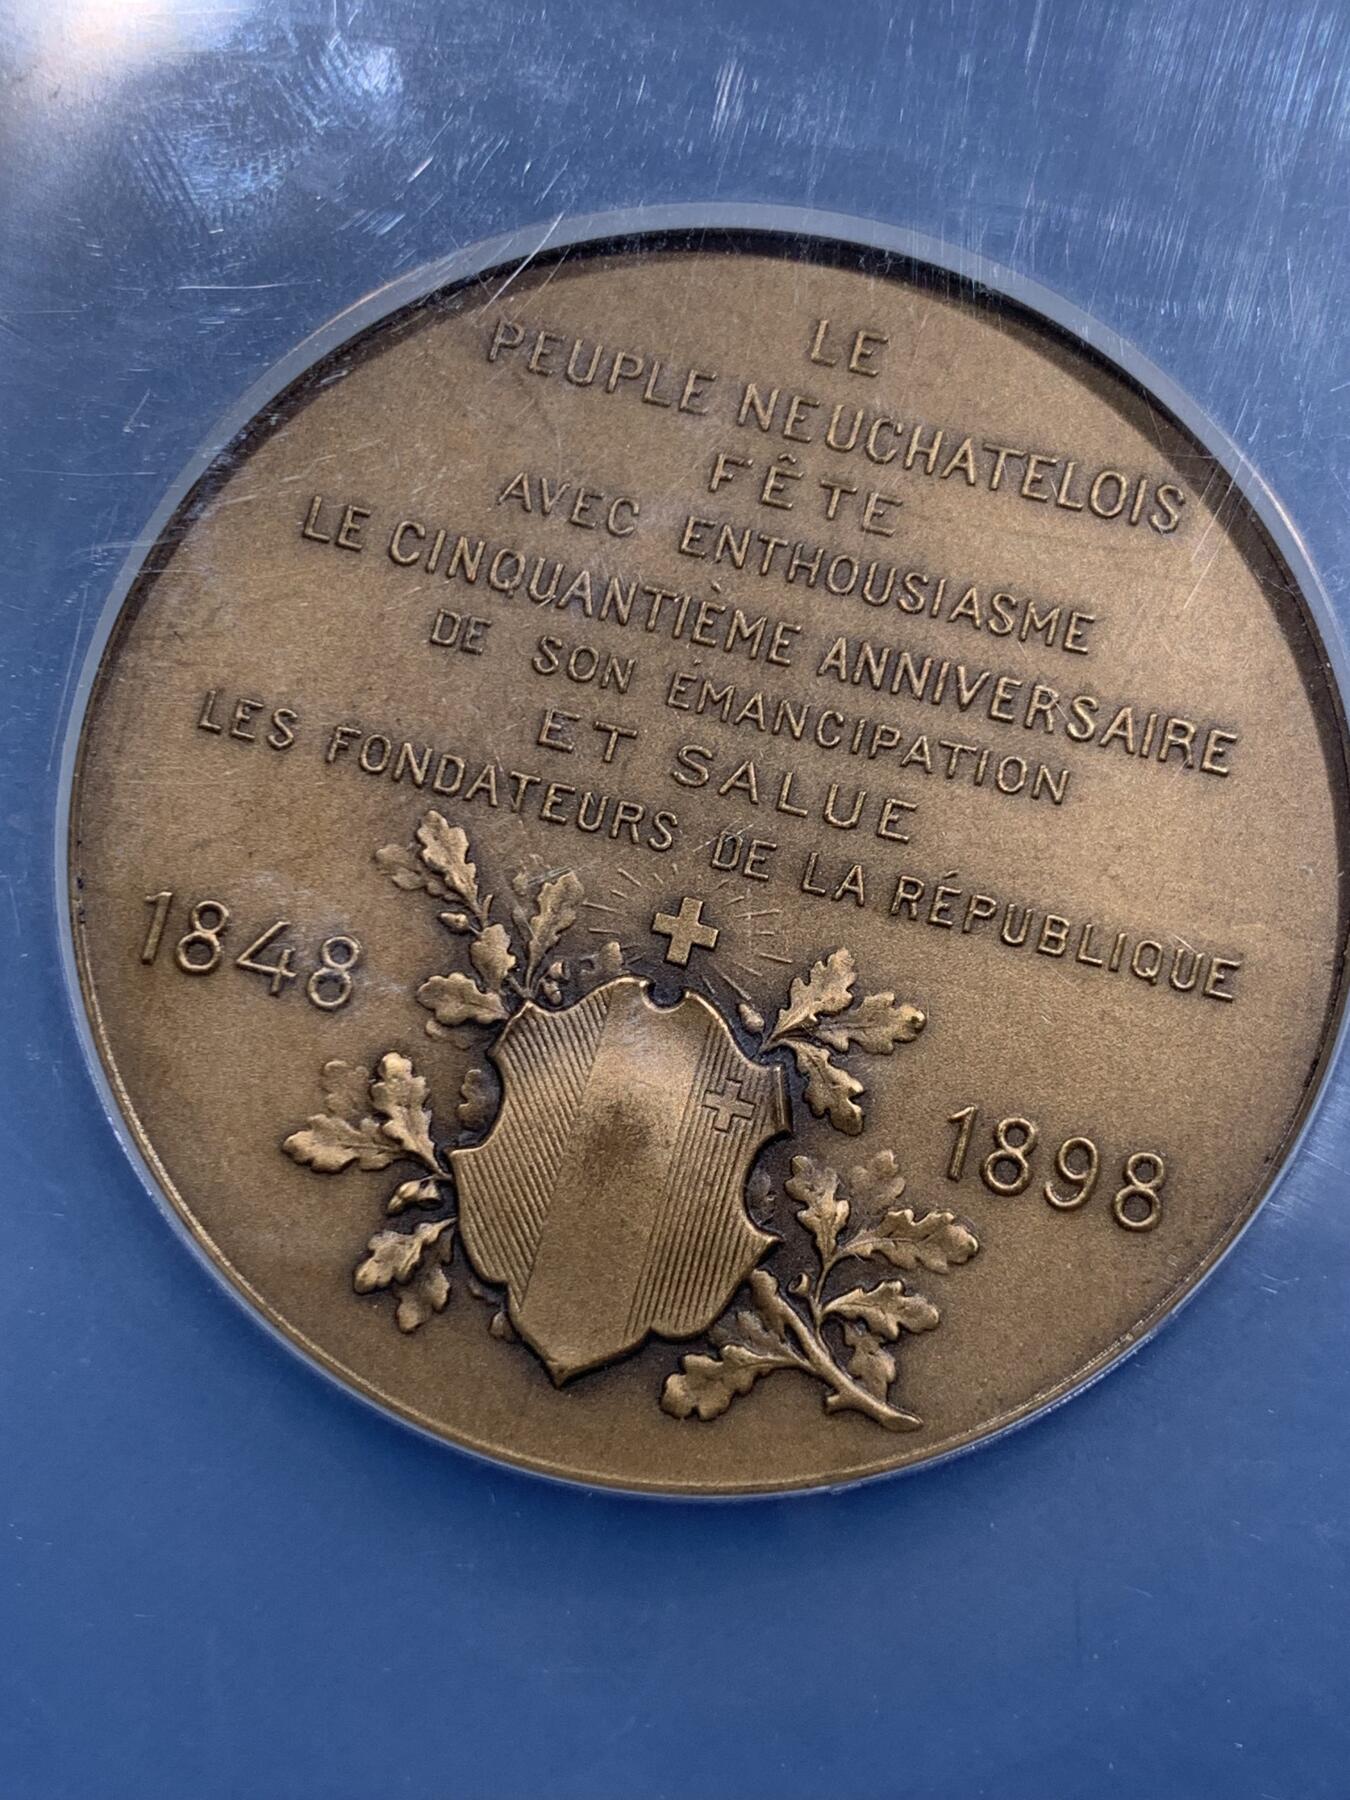 LE
PEUPLE NEUCHATELOIS
FÊTE
AVEC ENTHOUSIASME
LE CINQUANTIÈME ANNIVERSAIRE
DE SON ÉMANCIPATION
ET SALUE
LES FONDATEURS DE LA RÉPUBLIQUE
1848
1898